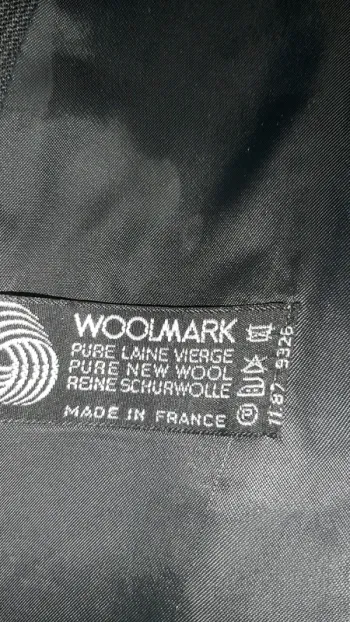 WOOLMARK
PURE LAINE VIERGE
PURE NEW WOOL
REINE SCHURWOLLE
MADE IN FRANCE
P
11.87 9326